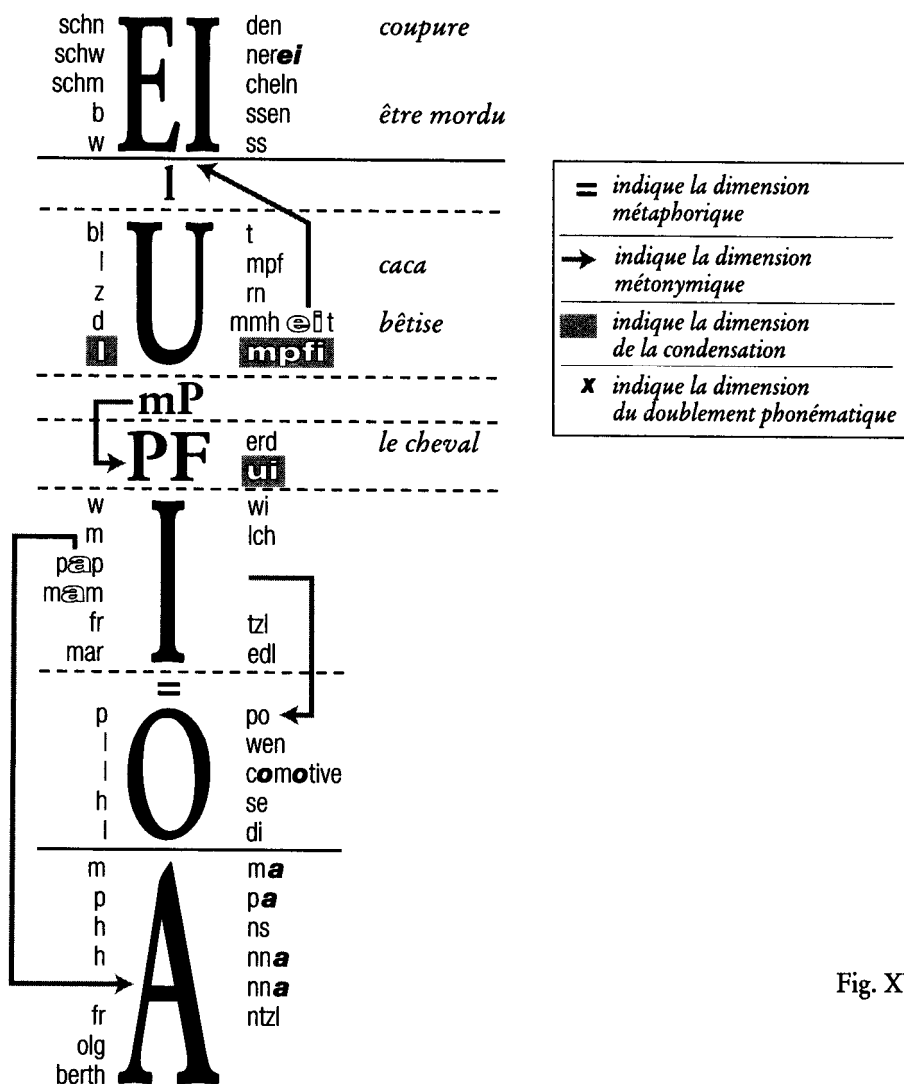 schn EI den coupure
schw nerei
schm cheln
b ssen être mordu
w ss
l
bl U t
l mpf caca
z rn
d mmh eit bêtise
l mpfi
mP
PF erd le cheval
ui
w I wi
m lch
pap
mam
fr tzl
mar edl
=
p O po
l wen
l comotive
h se
l di
m A ma
p pa
h ns
h nna
nna
fr ntzl
olg
berth
= indique la dimension
métaphorique
→ indique la dimension
métonymique
indique la dimension
de la condensation
x indique la dimension
du doublement phonématique